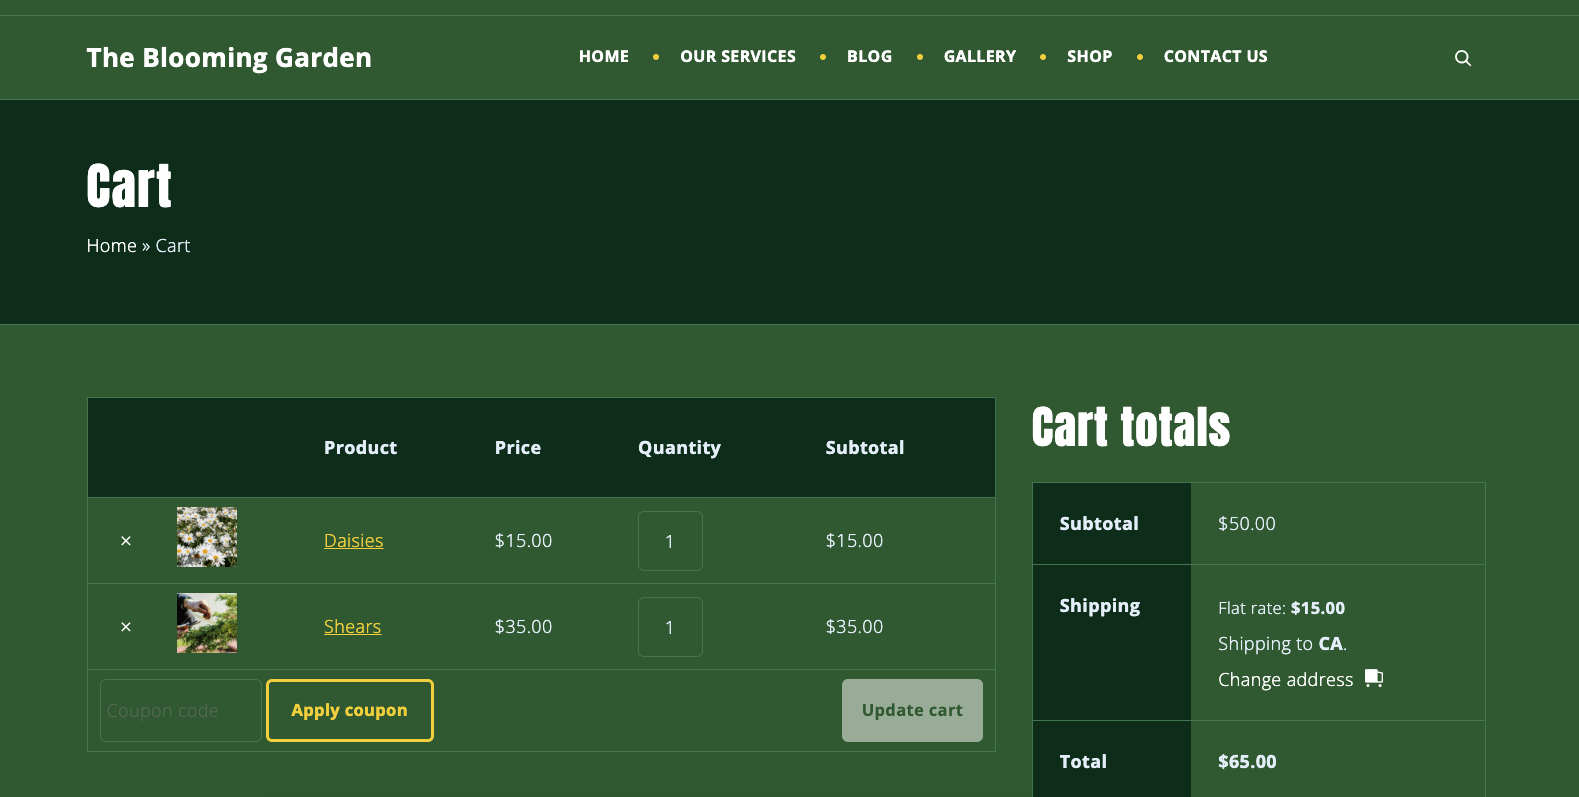 The Blooming Garden
HOME • OUR SERVICES • BLOG • GALLERY • SHOP • CONTACT US
Cart
Home » Cart
Product Price Quantity Subtotal
× Daisies $15.00 1 $15.00
× Shears $35.00 1 $35.00
Coupon code Apply coupon Update cart
Cart totals
Subtotal $50.00
Shipping Flat rate: $15.00
Shipping to CA.
Change address
Total $65.00